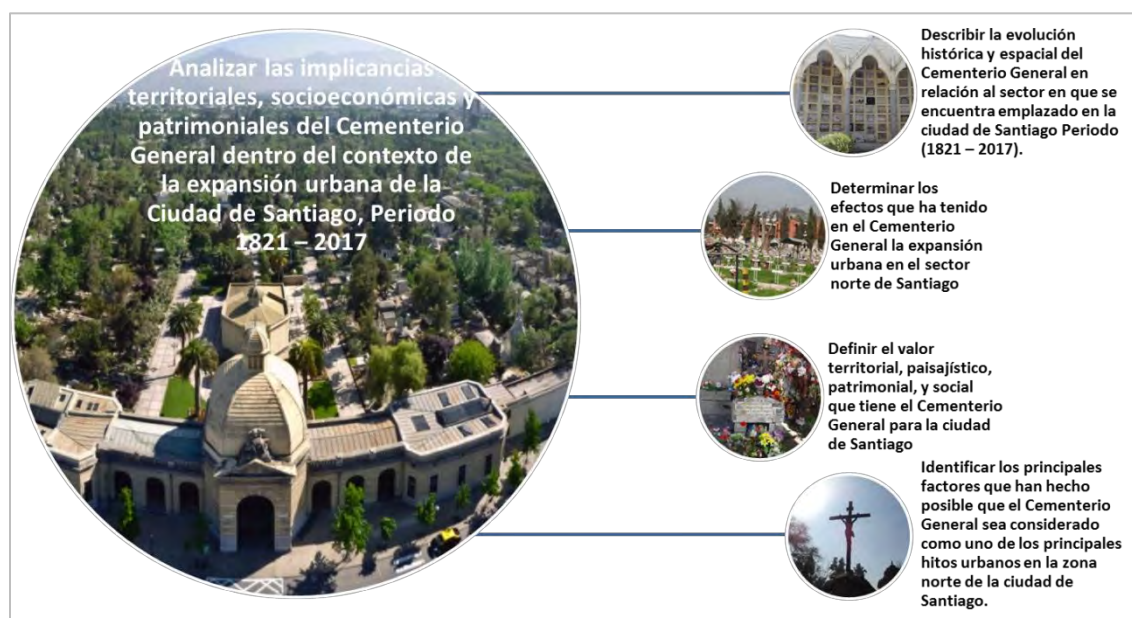 Analizar las implicancias
territoriales, socioeconómicas y
patrimoniales del Cementerio
General dentro del contexto de
la expansión urbana de la
Ciudad de Santiago, Periodo
1821 – 2017
Describir la evolución
histórica y espacial del
Cementerio General en
relación al sector en que se
encuentra emplazado en la
ciudad de Santiago Periodo
(1821 – 2017).
Determinar los
efectos que ha tenido
en el Cementerio
General la expansión
urbana en el sector
norte de Santiago
Definir el valor
territorial, paisajístico,
patrimonial, y social
que tiene el Cementerio
General para la ciudad
de Santiago
Identificar los principales
factores que han hecho
posible que el Cementerio
General sea considerado
como uno de los principales
hitos urbanos en la zona
norte de la ciudad de
Santiago.